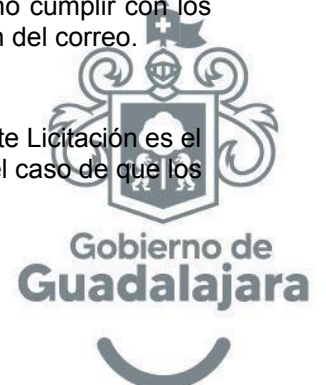 no cumplir con los
n del correo.
te Licitación es el
el caso de que los
Gobierno de
Guadalajara